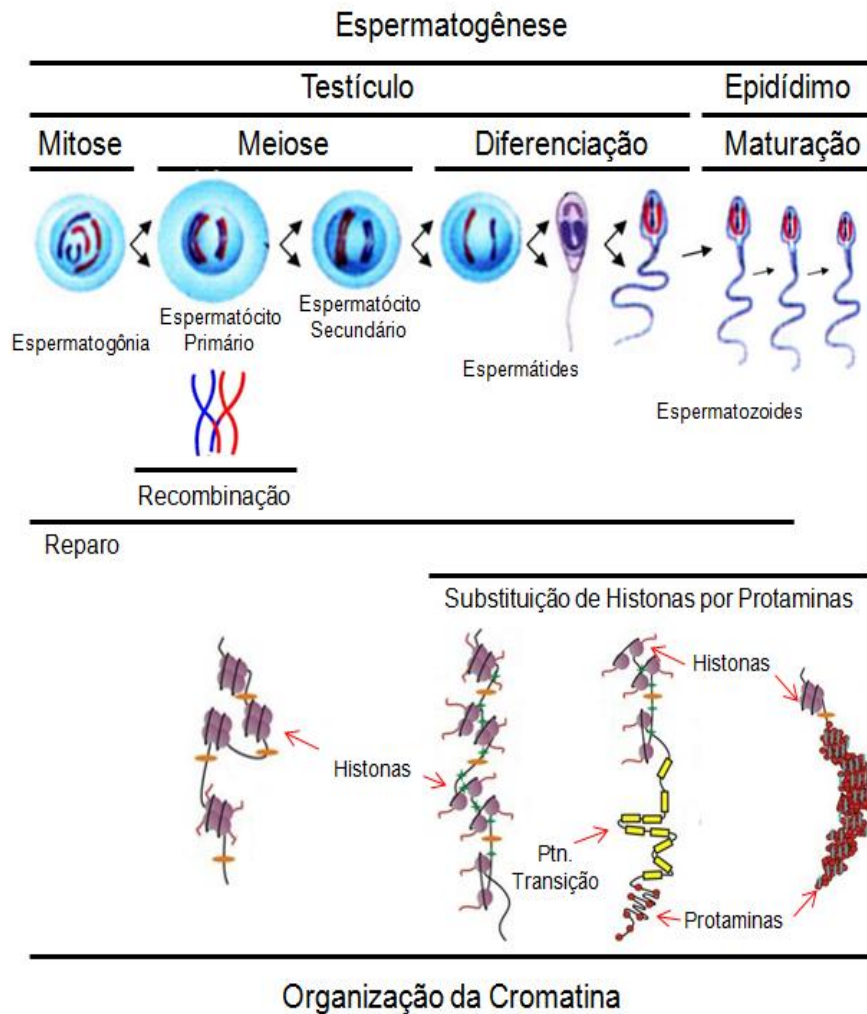 Espermatogênese
Testículo
Epidídimo
Mitose
Meiose
Diferenciação
Maturação
Espermatogônia
Espermatócito
Primário
Espermatócito
Secundário
Espermátides
Espermatozoides
Recombinação
Reparo
Substituição de Histonas por Protaminas
Histonas
Histonas
Ptn.
Transição
Protaminas
Organização da Cromatina